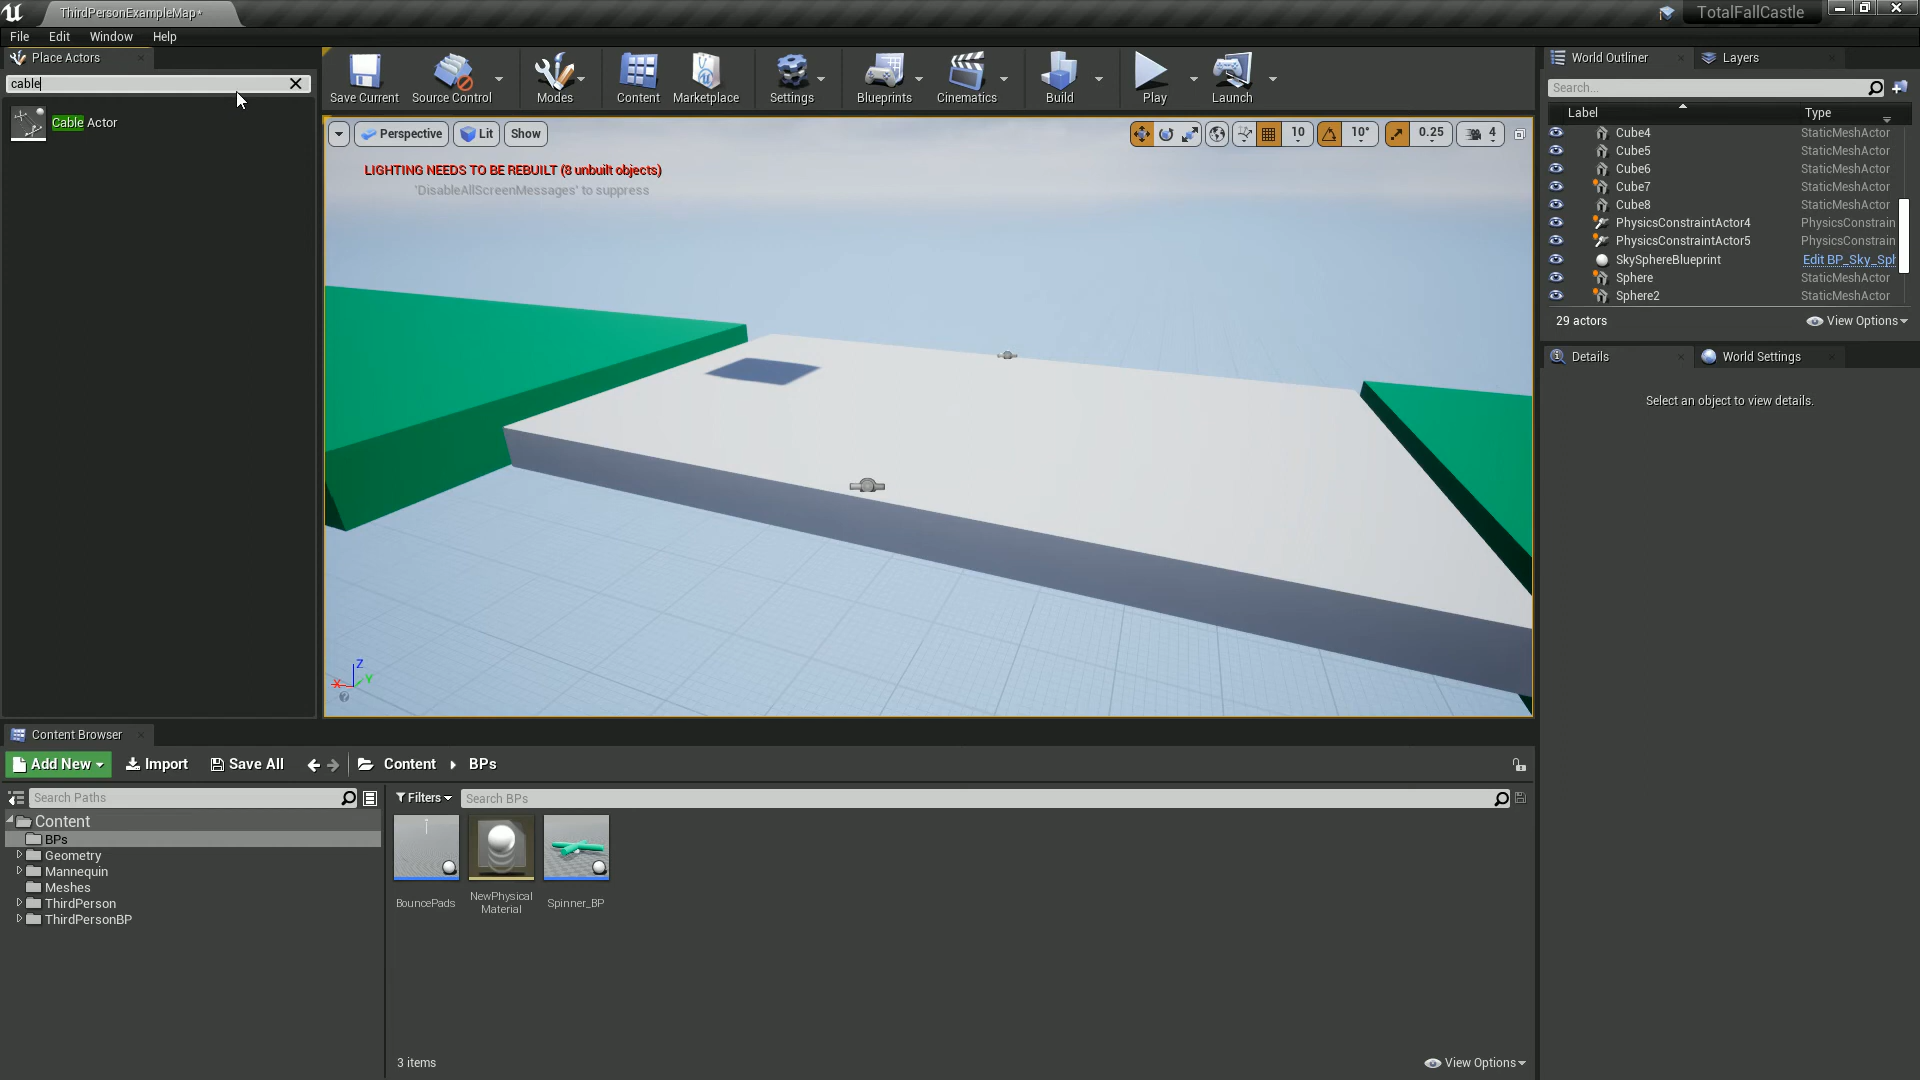 ThirdPersonExampleMap*
TotalFallCastle
File Edit Window Help
Place Actors
cable
Cable Actor
Save Current Source Control Modes Content Marketplace Settings Blueprints Cinematics Build Play Launch
Perspective Lit Show
10 10° 0.25 4
LIGHTING NEEDS TO BE REBUILT (8 unbuilt objects)
'DisableAllScreenMessages' to suppress
Z
X Y
World Outliner Layers
Search...
Label Type
Cube4 StaticMeshActor
Cube5 StaticMeshActor
Cube6 StaticMeshActor
Cube7 StaticMeshActor
Cube8 StaticMeshActor
PhysicsConstraintActor4 PhysicsConstrain
PhysicsConstraintActor5 PhysicsConstrain
SkySphereBlueprint Edit BP_Sky_Sph
Sphere StaticMeshActor
Sphere2 StaticMeshActor
29 actors View Options
Details World Settings
Select an object to view details.
Content Browser
Add New Import Save All Content BPs
Search Paths
Filters Search BPs
Content
BPs
Geometry
Mannequin
Meshes
ThirdPerson
ThirdPersonBP
BouncePads
NewPhysical
Material
Spinner_BP
3 items View Options